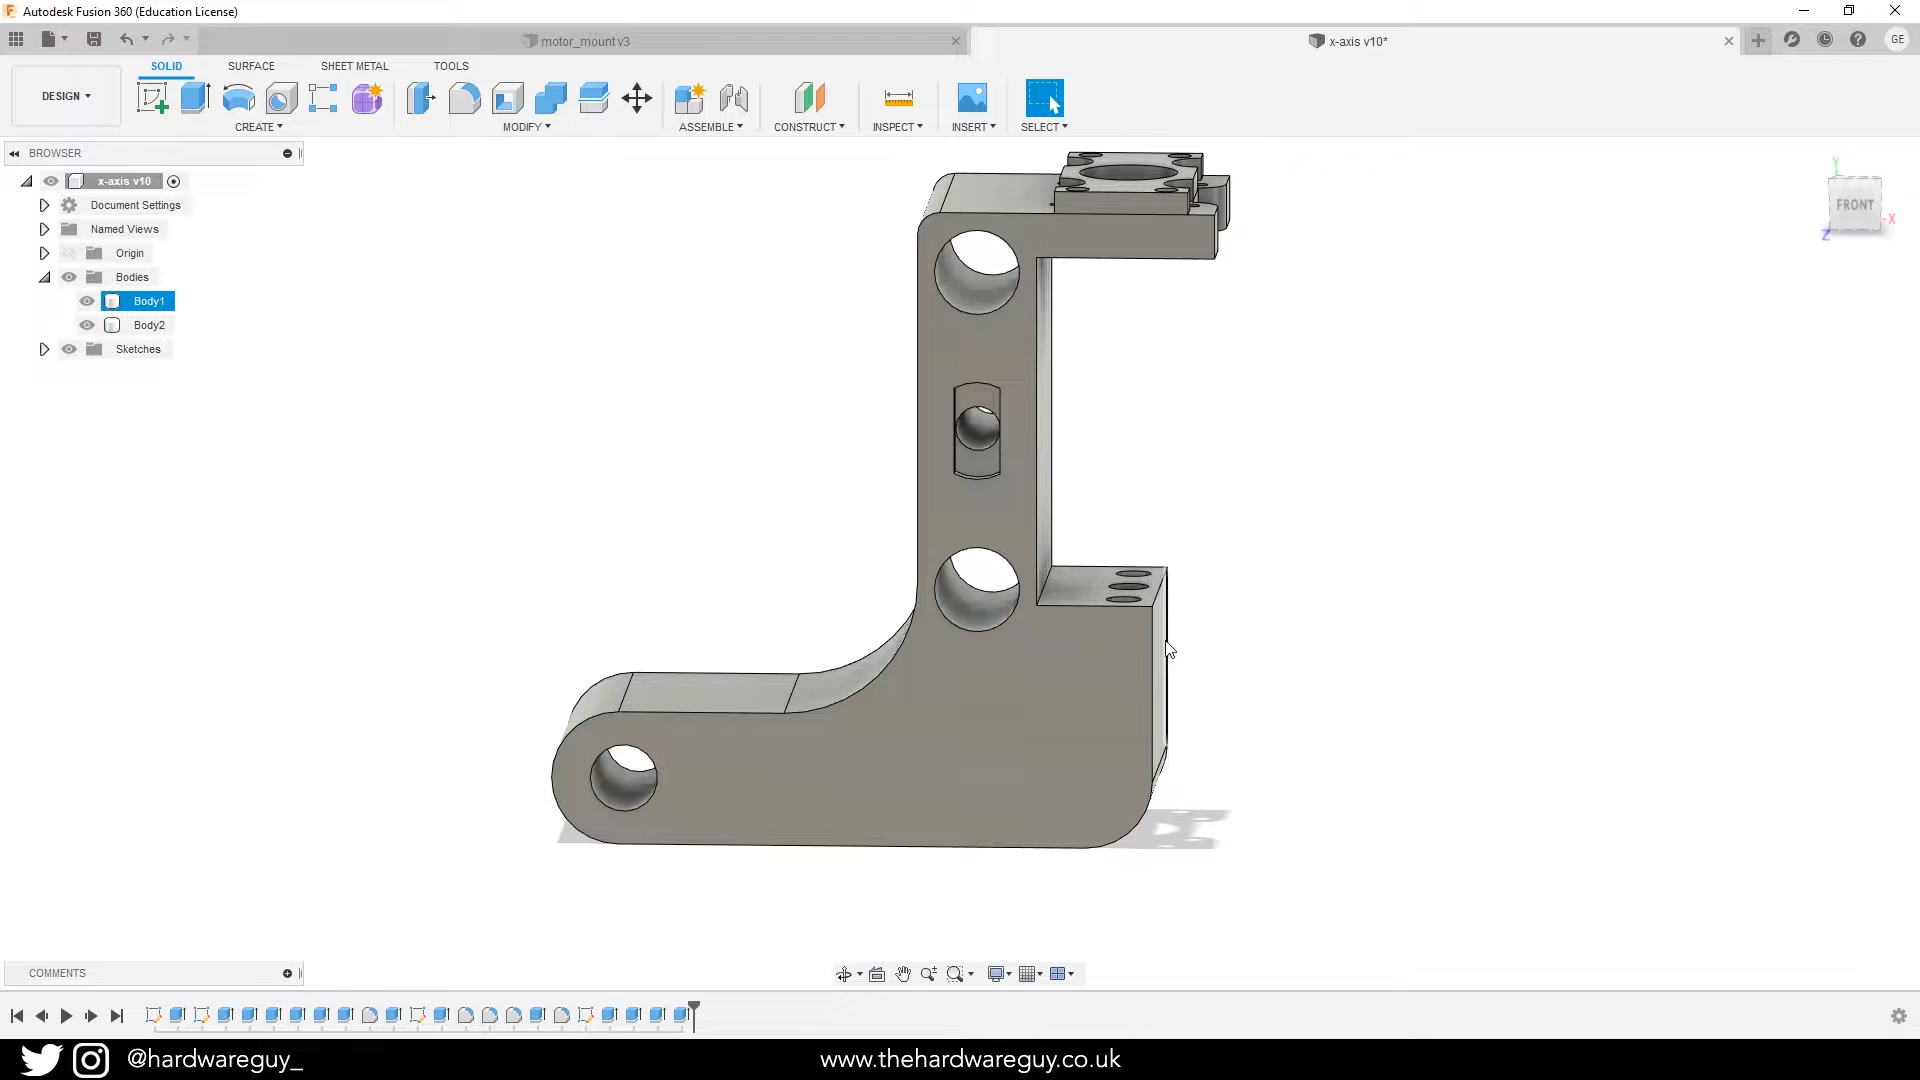 Autodesk Fusion 360 (Education License)
motor_mount v3
x-axis v10*
GE
SOLID
SURFACE
SHEET METAL
TOOLS
DESIGN
CREATE
MODIFY
ASSEMBLE
CONSTRUCT
INSPECT
INSERT
SELECT
BROWSER
x-axis v10
Document Settings
Named Views
Origin
Bodies
Body1
Body2
Sketches
Y
FRONT
X
Z
COMMENTS
@hardwareguy_
www.thehardwareguy.co.uk